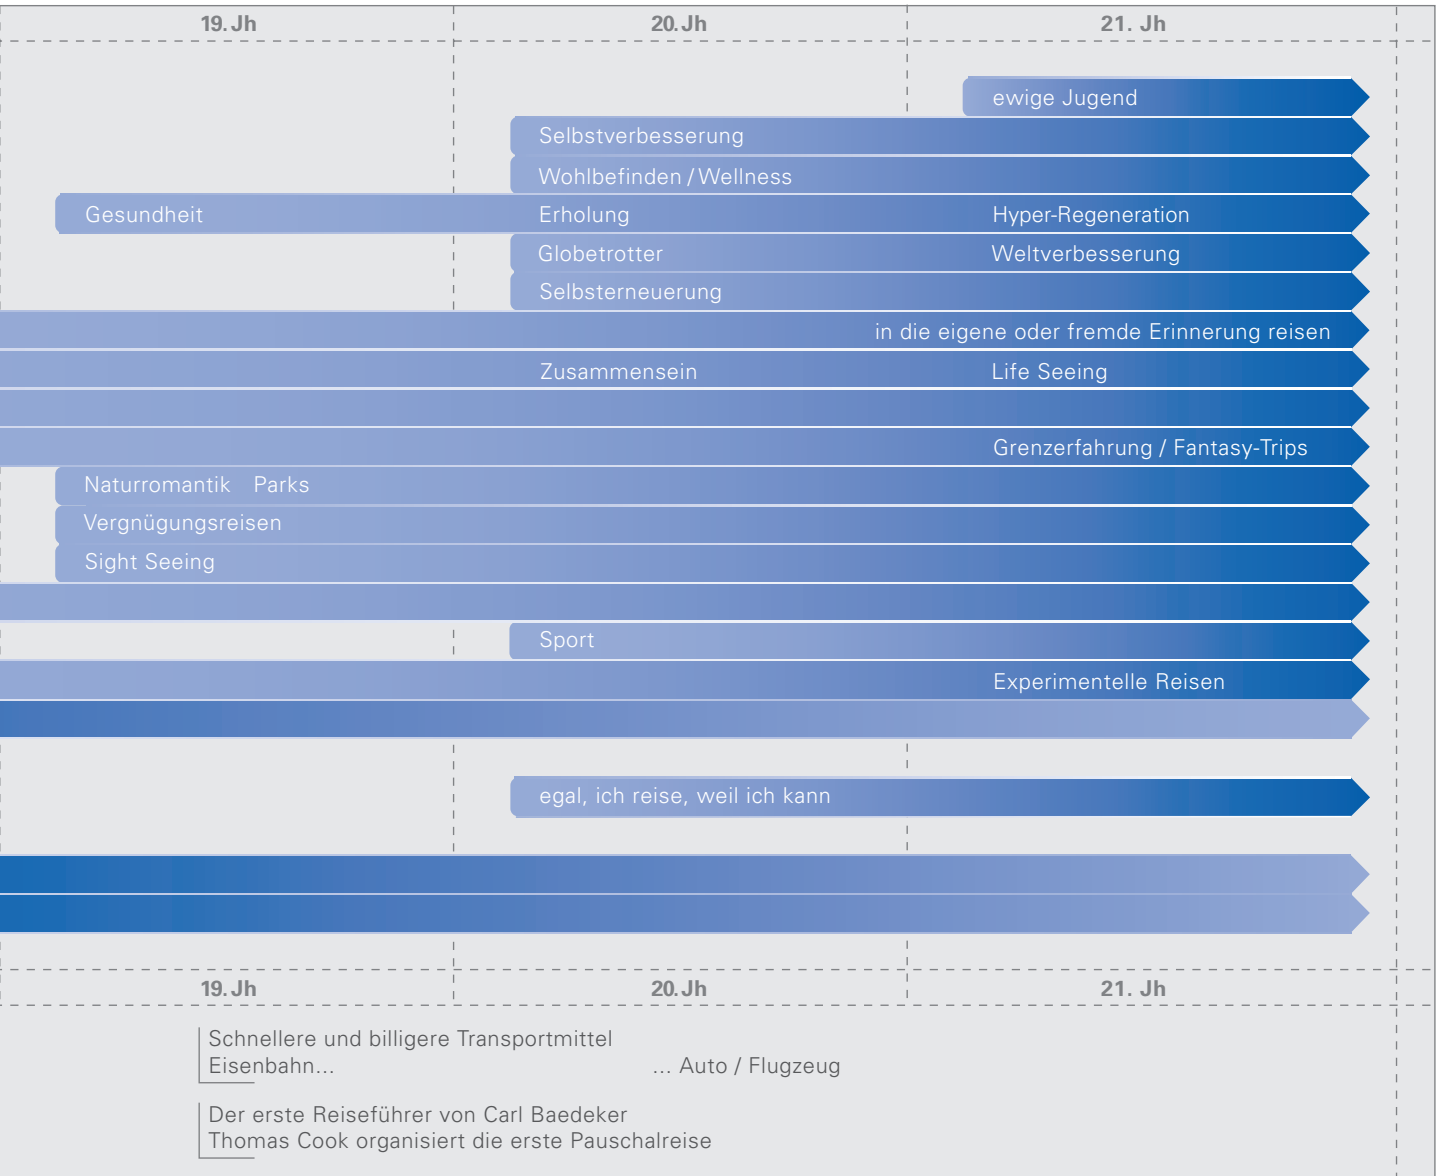 19. Jh 20. Jh 21. Jh
ewige Jugend
Selbstverbesserung
Wohlbefinden / Wellness
Gesundheit Erholung Hyper-Regeneration
Globetrotter Weltverbesserung
Selbsterneuerung
in die eigene oder fremde Erinnerung reisen
Zusammensein Life Seeing
Grenzerfahrung / Fantasy-Trips
Naturromantik Parks
Vergnügungsreisen
Sight Seeing
Sport
Experimentelle Reisen
egal, ich reise, weil ich kann
19. Jh 20. Jh 21. Jh
Schnellere und billigere Transportmittel
Eisenbahn... ... Auto / Flugzeug
Der erste Reiseführer von Carl Baedeker
Thomas Cook organisiert die erste Pauschalreise